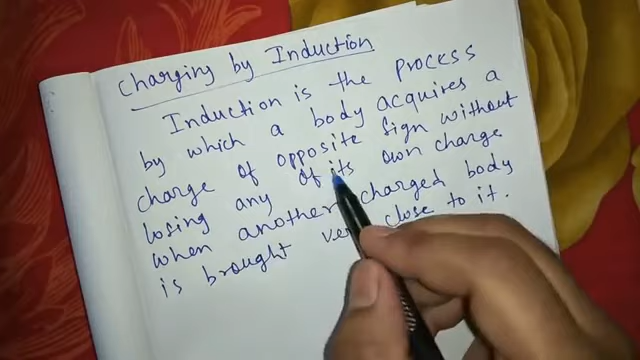 Charging by Induction
Induction is the process
by which a body acquires a
charge of opposite sign without
losing any of its own charge
when another charged body
is brought very close to it.